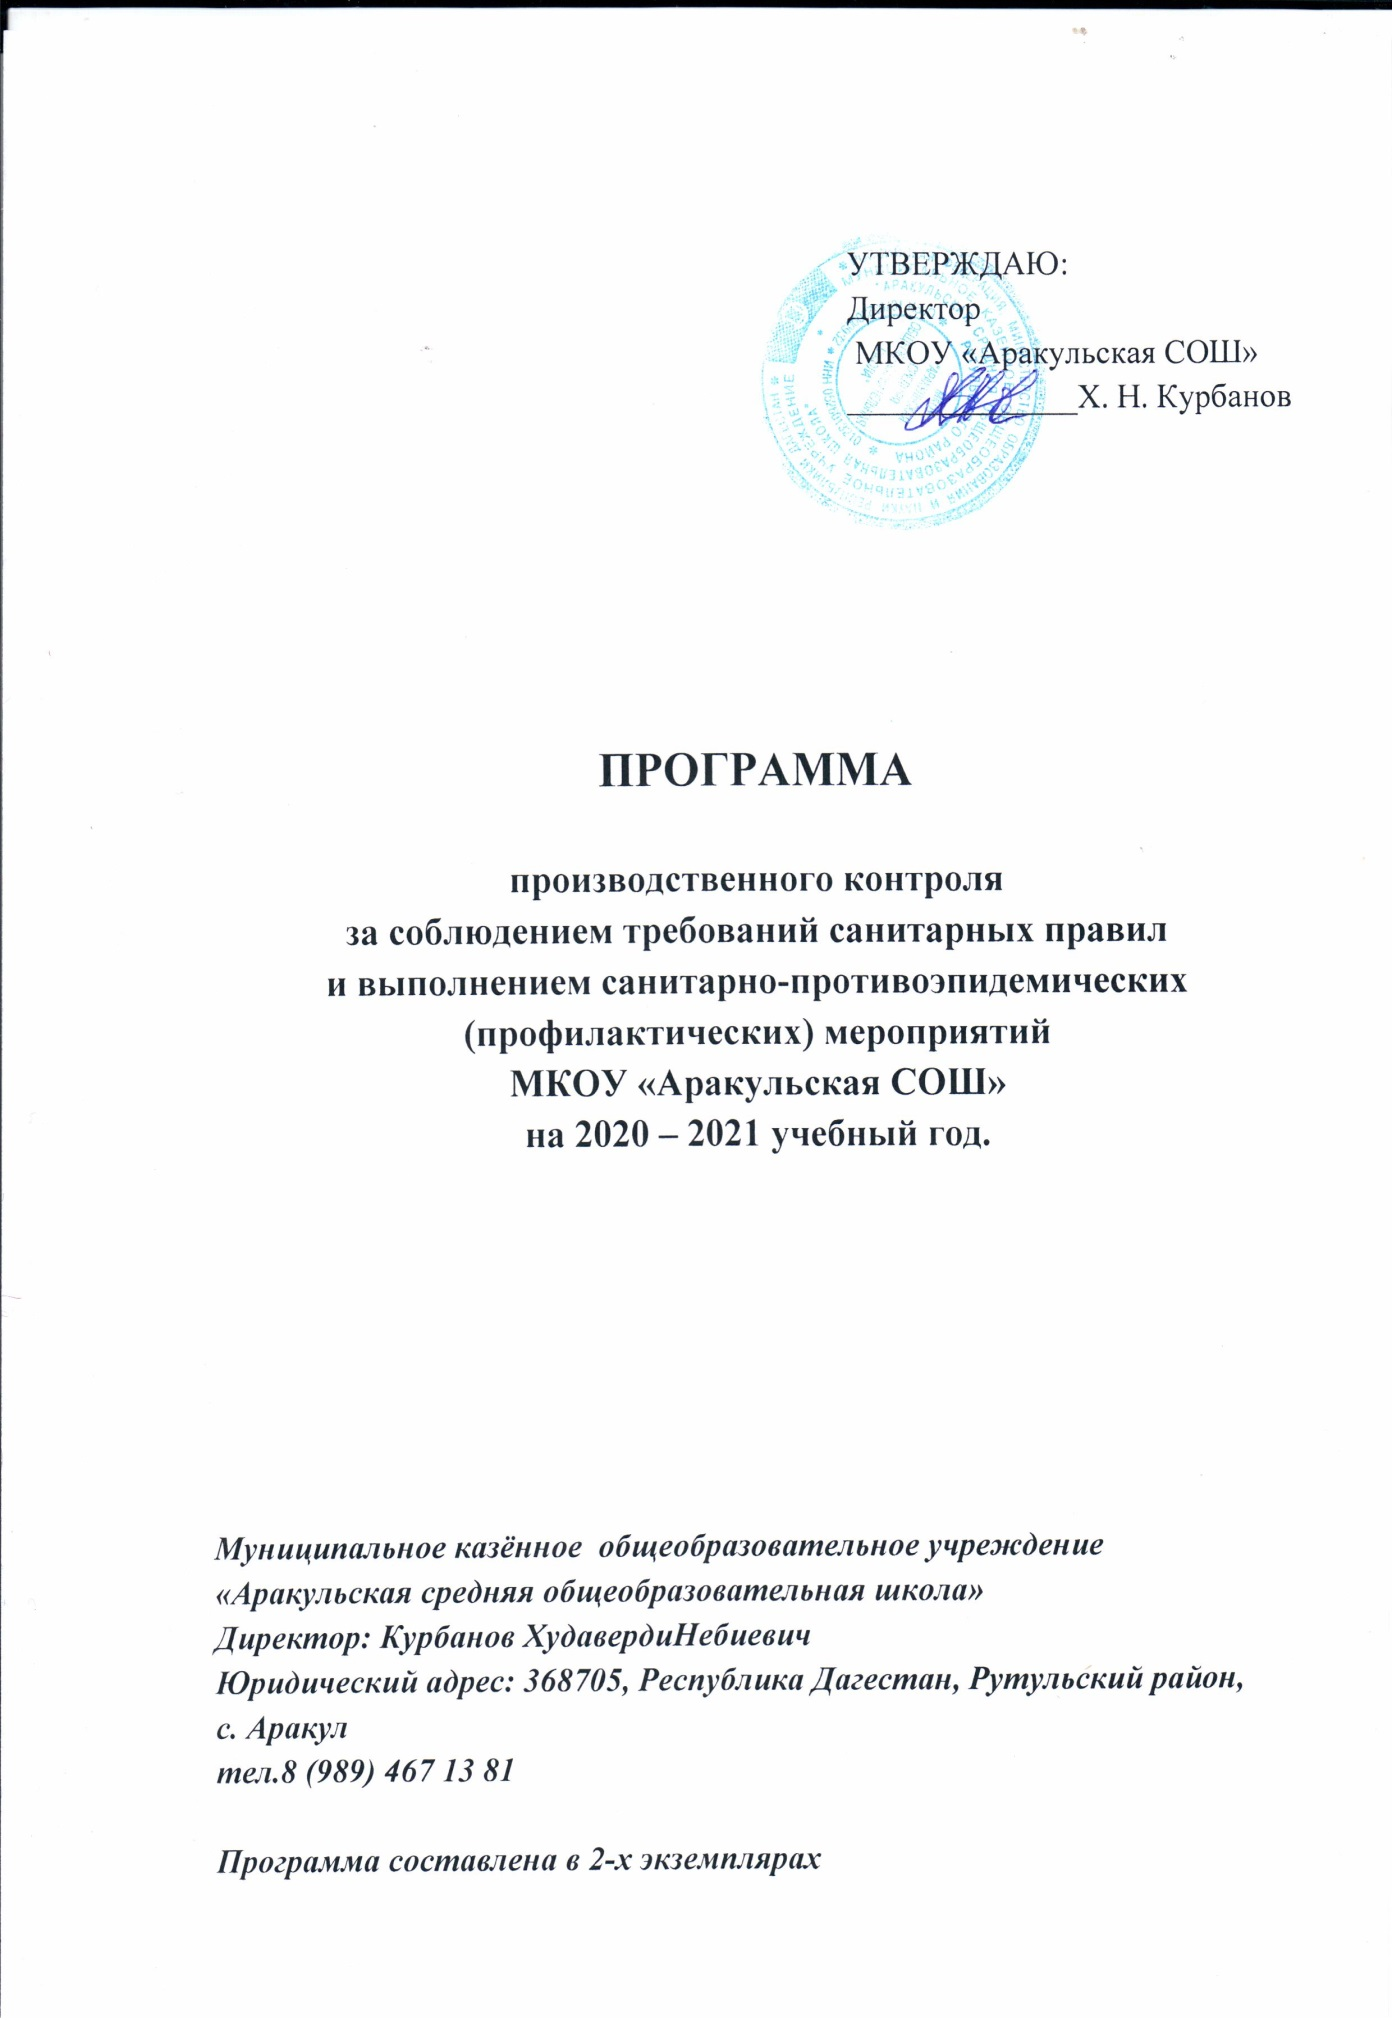 УТВЕРЖДАЮ:
Директор
МКОУ «Аракульская СОШ»
Х. Н. Курбанов
ПРОГРАММА
производственного контроля
за соблюдением требований санитарных правил
и выполнением санитарно-противоэпидемических
(профилактических) мероприятий
МКОУ «Аракульская СОШ»
на 2020 – 2021 учебный год.
Муниципальное казённое общеобразовательное учреждение
«Аракульская средняя общеобразовательная школа»
Директор: Курбанов ХудавердиНебиевич
Юридический адрес: 368705, Республика Дагестан, Рутульский район,
с. Аракул
тел.8 (989) 467 13 81
Программа составлена в 2-х экземплярах